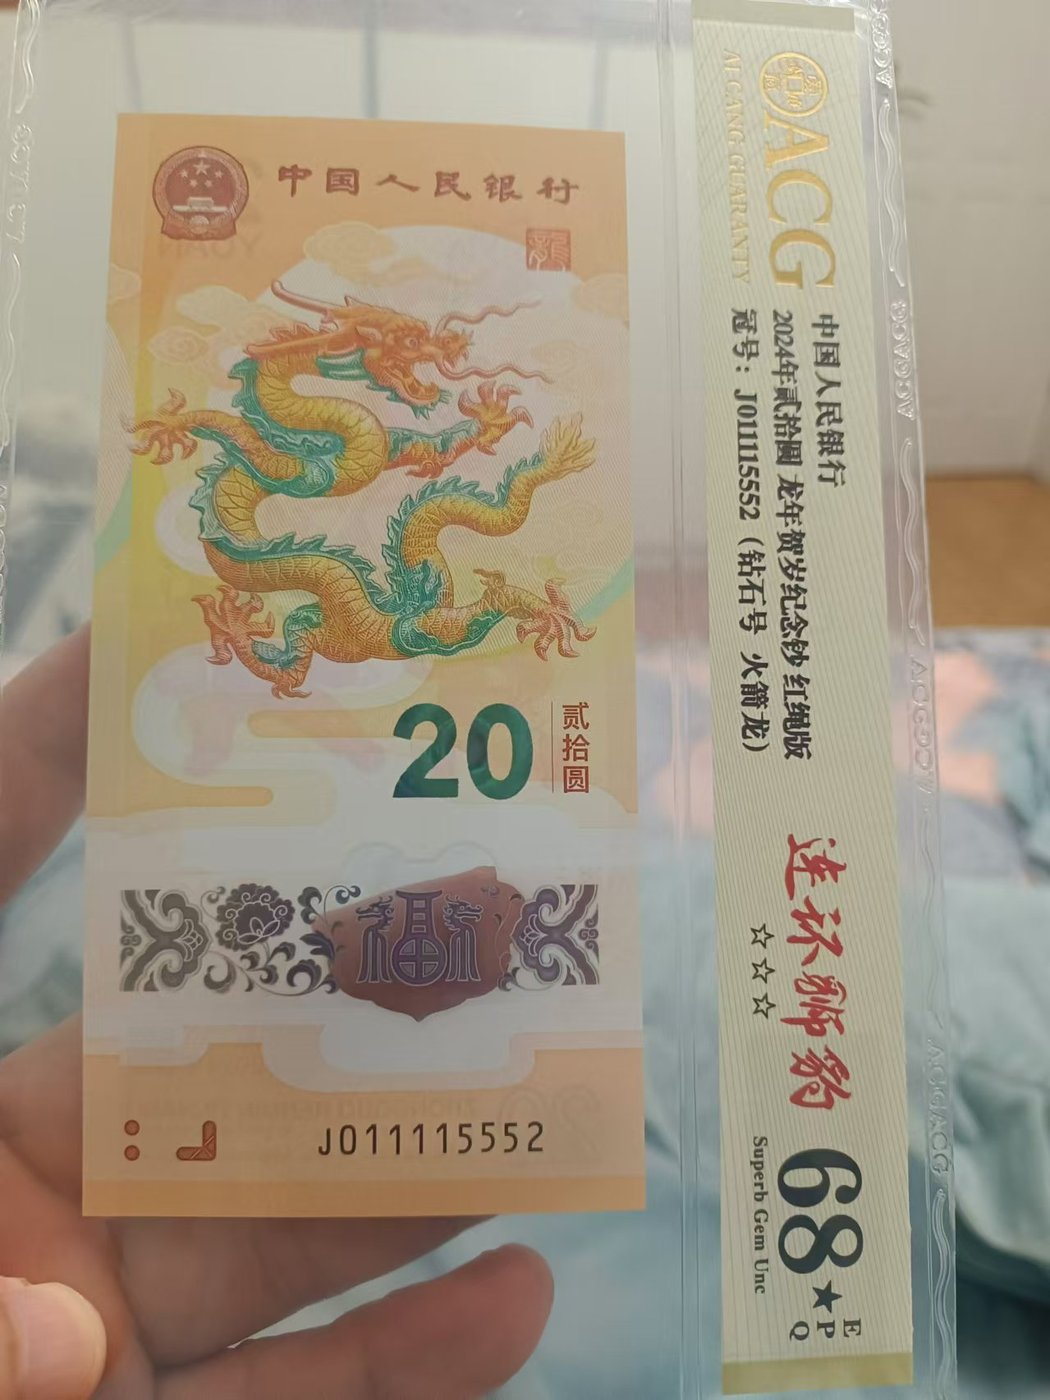 中国人民银行
龍
20
贰拾圆
福
J011115552
ACG
AI CANG GUARANTY
中国人民银行
2024年贰拾圆 龙年贺岁纪念钞 红绳版
冠号：J011115552（钻石号 火箭龙）
连环狮豹
☆☆☆
68★
EPQ
Superb Gem Unc